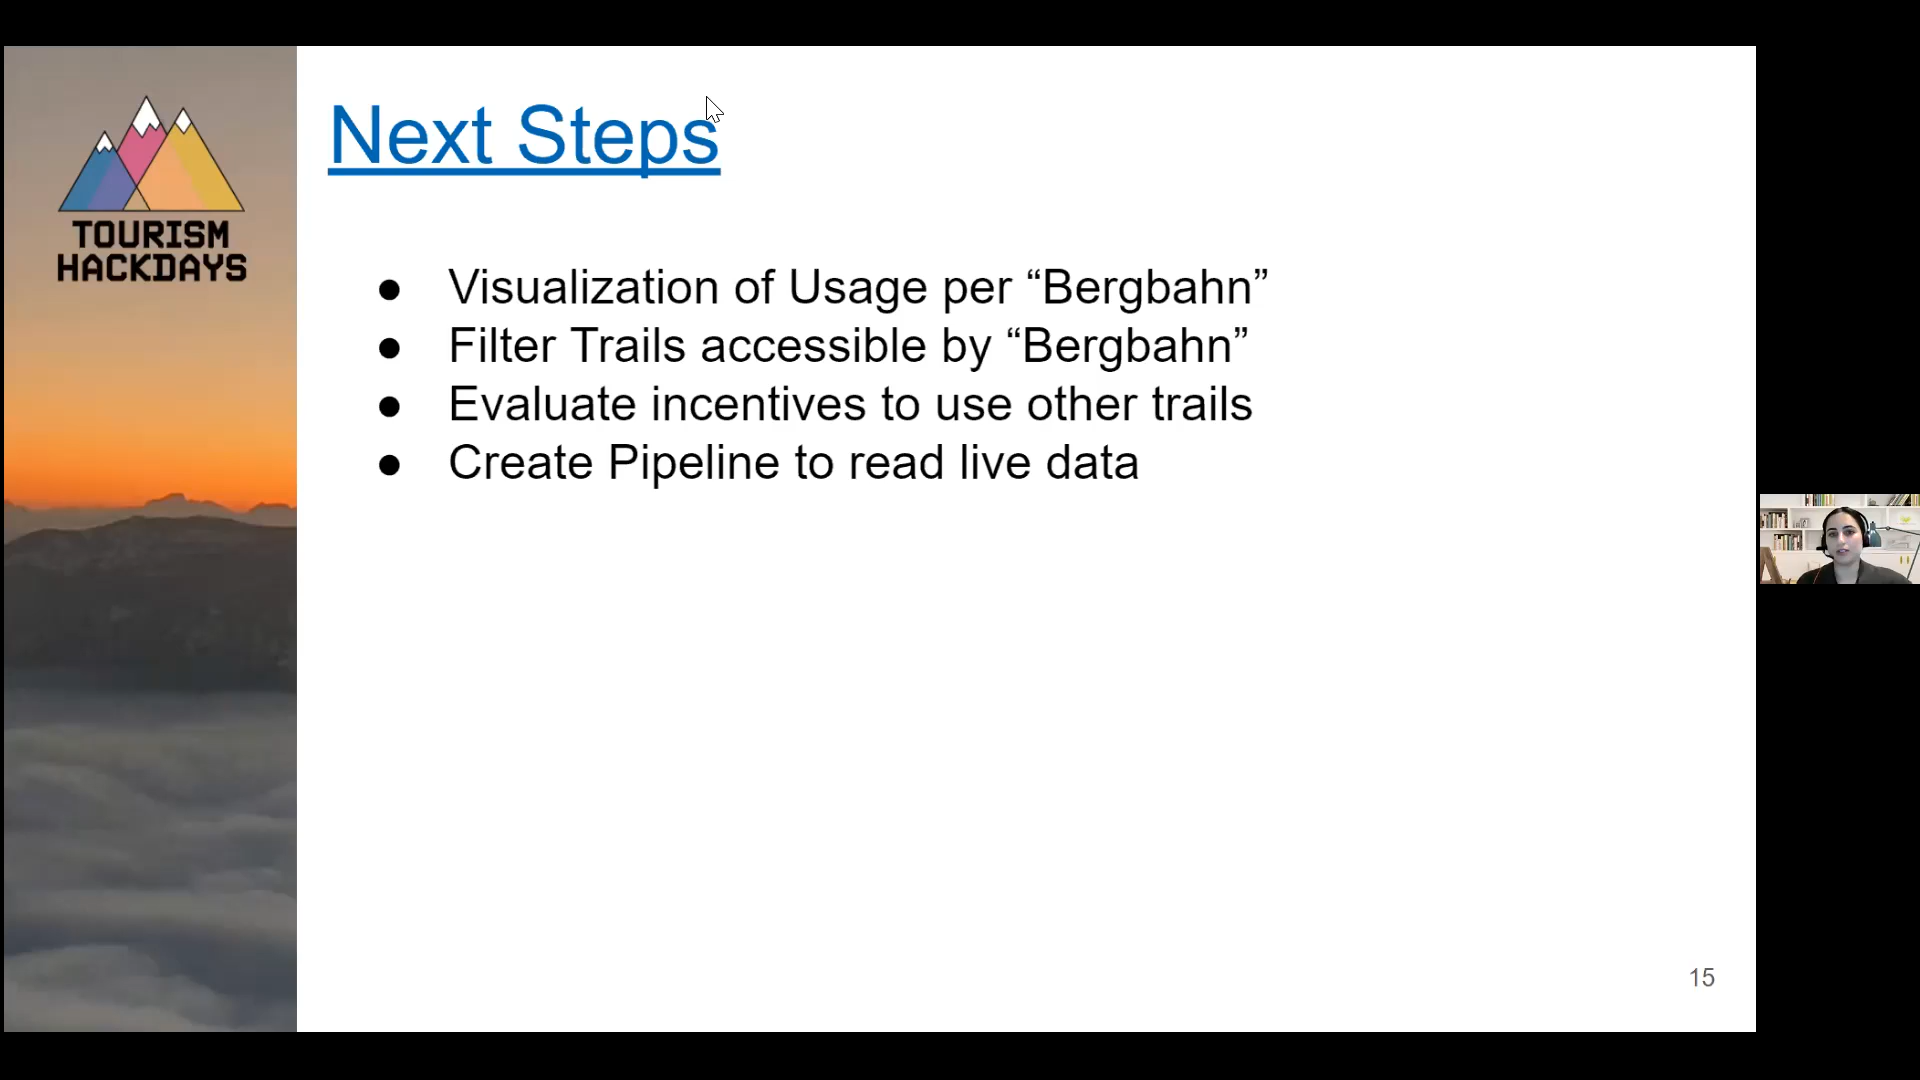 TOURISM
HACKDAYS
Next Steps
● Visualization of Usage per “Bergbahn”
● Filter Trails accessible by “Bergbahn”
● Evaluate incentives to use other trails
● Create Pipeline to read live data
15